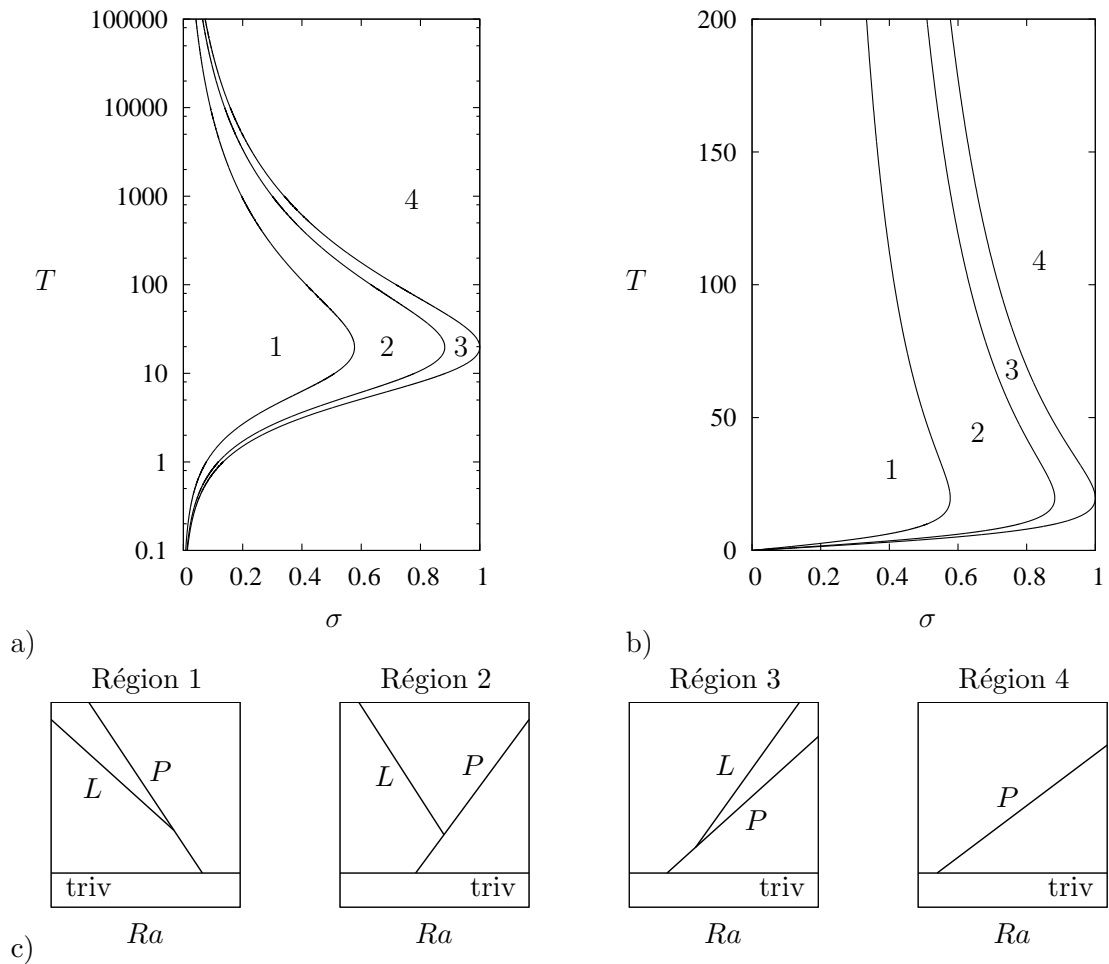 100000
10000
1000
100
10
1
0.1
T
0 0.2 0.4 0.6 0.8 1
σ
1 2 3 4
a)
200
150
100
50
0
T
0 0.2 0.4 0.6 0.8 1
σ
1 2 3 4
b)
Région 1
L P
triv
Ra
Région 2
L P
triv
Ra
Région 3
L
P
triv
Ra
Région 4
P
triv
Ra
c)